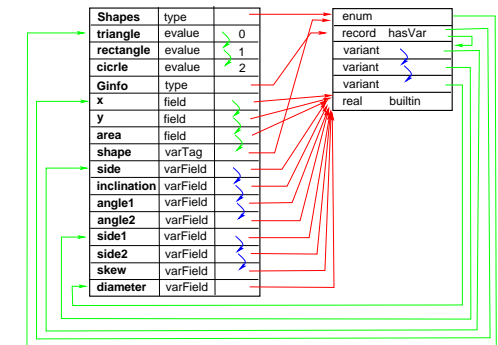 Shapes type
triangle evalue 0
rectangle evalue 1
cicrle evalue 2
Ginfo type
x field
y field
area field
shape varTag
side varField
inclination varField
angle1 varField
angle2 varField
side1 varField
side2 varField
skew varField
diameter varField
enum
record hasVar
variant
variant
variant
real builtin